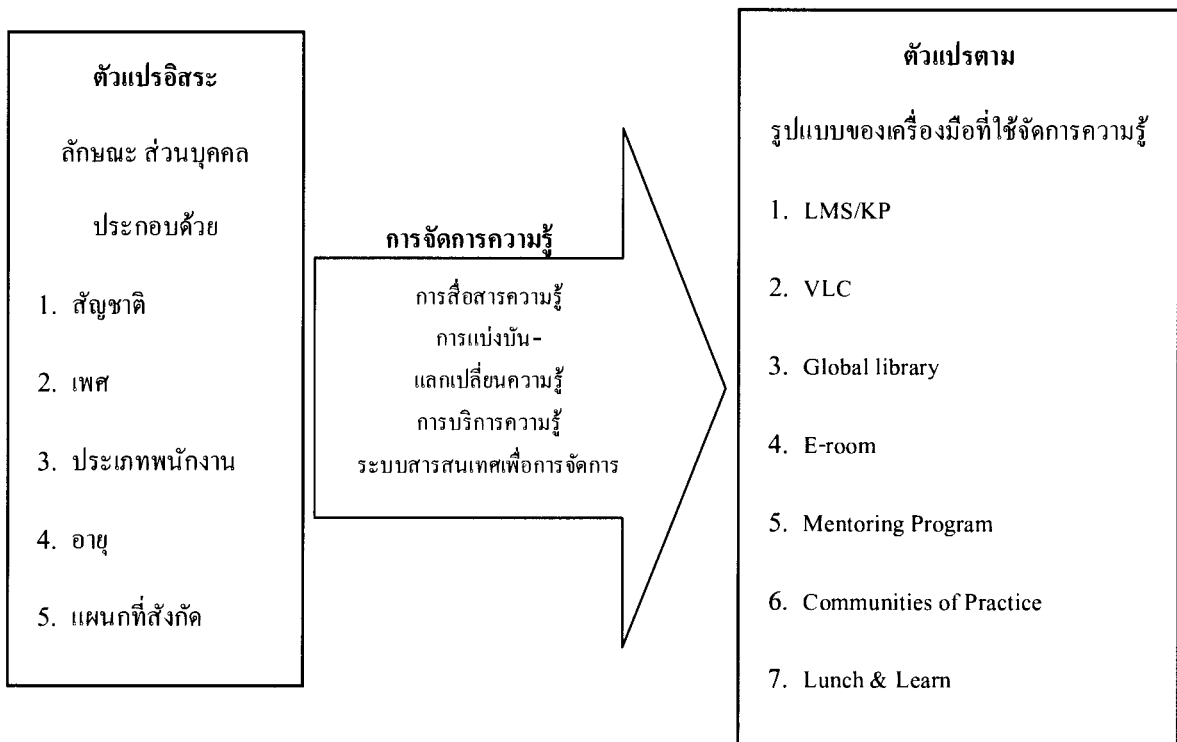 ตัวแปรอิสระ
ลักษณะ ส่วนบุคคล
ประกอบด้วย
1. สัญชาติ
2. เพศ
3. ประเภทพนักงาน
4. อายุ
5. แผนกที่สังกัด
การจัดการความรู้
การสื่อสารความรู้
การแบ่งบัน-
แลกเปลี่ยนความรู้
การบริการความรู้
ระบบสารสนเทศเพื่อการจัดการ
ตัวแปรตาม
รูปแบบของเครื่องมือที่ใช้จัดการความรู้
1. LMS/KP
2. VLC
3. Global library
4. E-room
5. Mentoring Program
6. Communities of Practice
7. Lunch & Learn